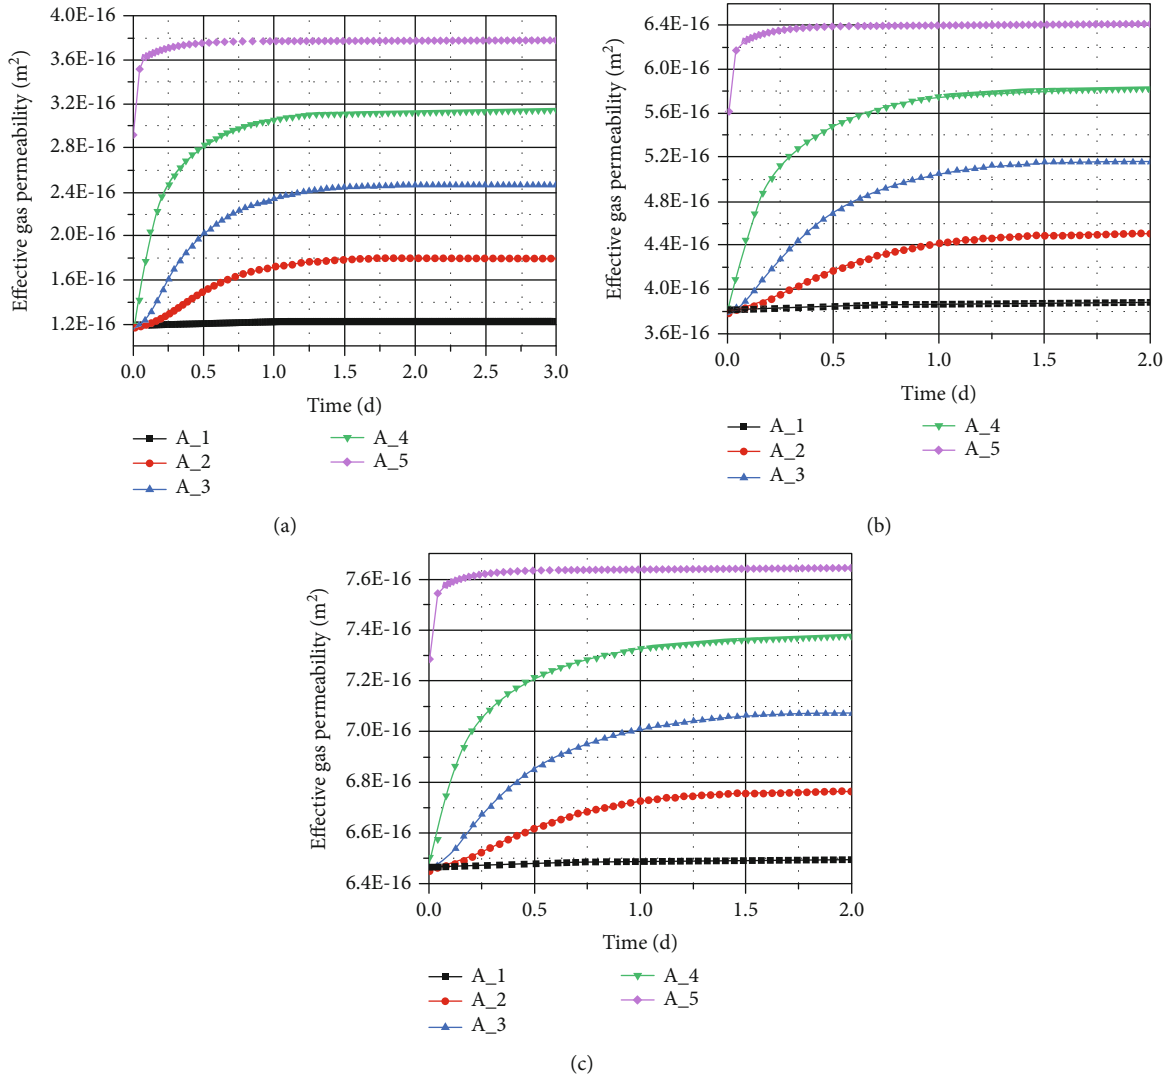 4.0E-16
3.6E-16
3.2E-16
2.8E-16
2.4E-16
2.0E-16
1.6E-16
1.2E-16
Effective gas permeability (m²)
0.0 0.5 1.0 1.5 2.0 2.5 3.0
Time (d)
A_1
A_2
A_3
A_4
A_5
(a)
6.4E-16
6.0E-16
5.6E-16
5.2E-16
4.8E-16
4.4E-16
3.9E-16
3.6E-16
Effective gas permeability (m²)
0.0 0.5 1.0 1.5 2.0
Time (d)
A_1
A_2
A_3
A_4
A_5
(b)
7.6E-16
7.4E-16
7.2E-16
7.0E-16
6.8E-16
6.6E-16
6.4E-16
Effective gas permeability (m²)
0.0 0.5 1.0 1.5 2.0
Time (d)
A_1
A_2
A_3
A_4
A_5
(c)